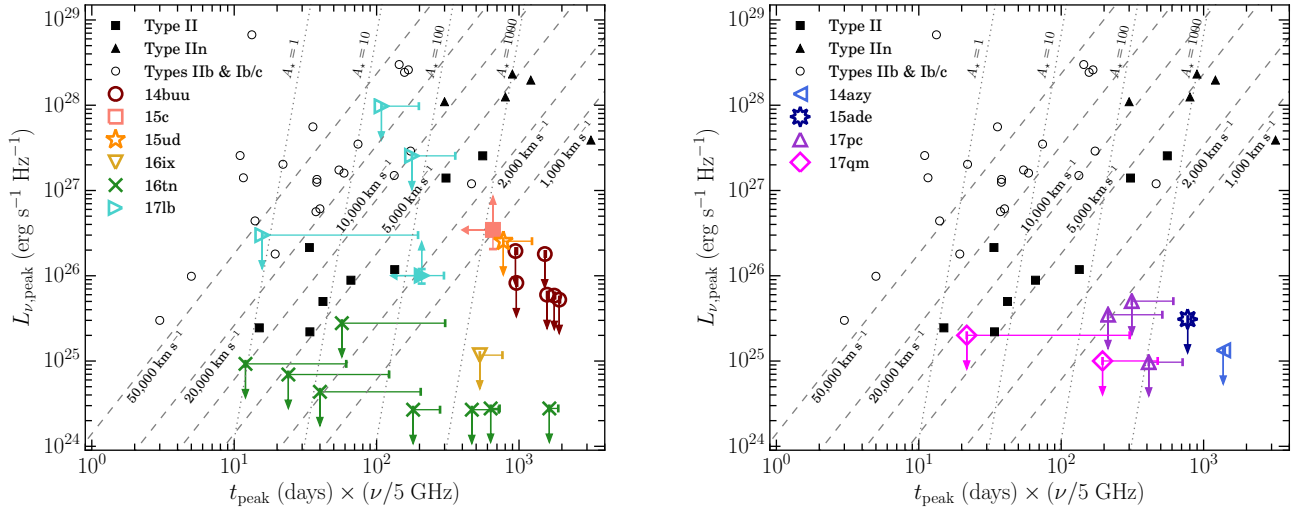 10²⁹
10²⁸
10²⁷
10²⁶
10²⁵
10²⁴
L_ν,peak (erg s⁻¹ Hz⁻¹)
Type II
Type IIn
Types IIb & Ib/c
14buu
15c
15ud
16ix
16tn
17lb
A⋆ = 1
A⋆ = 10
A⋆ = 100
A⋆ = 1000
50,000 km s⁻¹
20,000 km s⁻¹
10,000 km s⁻¹
5,000 km s⁻¹
2,000 km s⁻¹
1,000 km s⁻¹
10⁰ 10¹ 10² 10³
t_peak (days) × (ν/5 GHz)
10²⁹
10²⁸
10²⁷
10²⁶
10²⁵
10²⁴
L_ν,peak (erg s⁻¹ Hz⁻¹)
Type II
Type IIn
Types IIb & Ib/c
14azy
15ade
17pc
17qm
A⋆ = 1
A⋆ = 10
A⋆ = 100
A⋆ = 1000
50,000 km s⁻¹
20,000 km s⁻¹
10,000 km s⁻¹
5,000 km s⁻¹
2,000 km s⁻¹
1,000 km s⁻¹
10⁰ 10¹ 10² 10³
t_peak (days) × (ν/5 GHz)